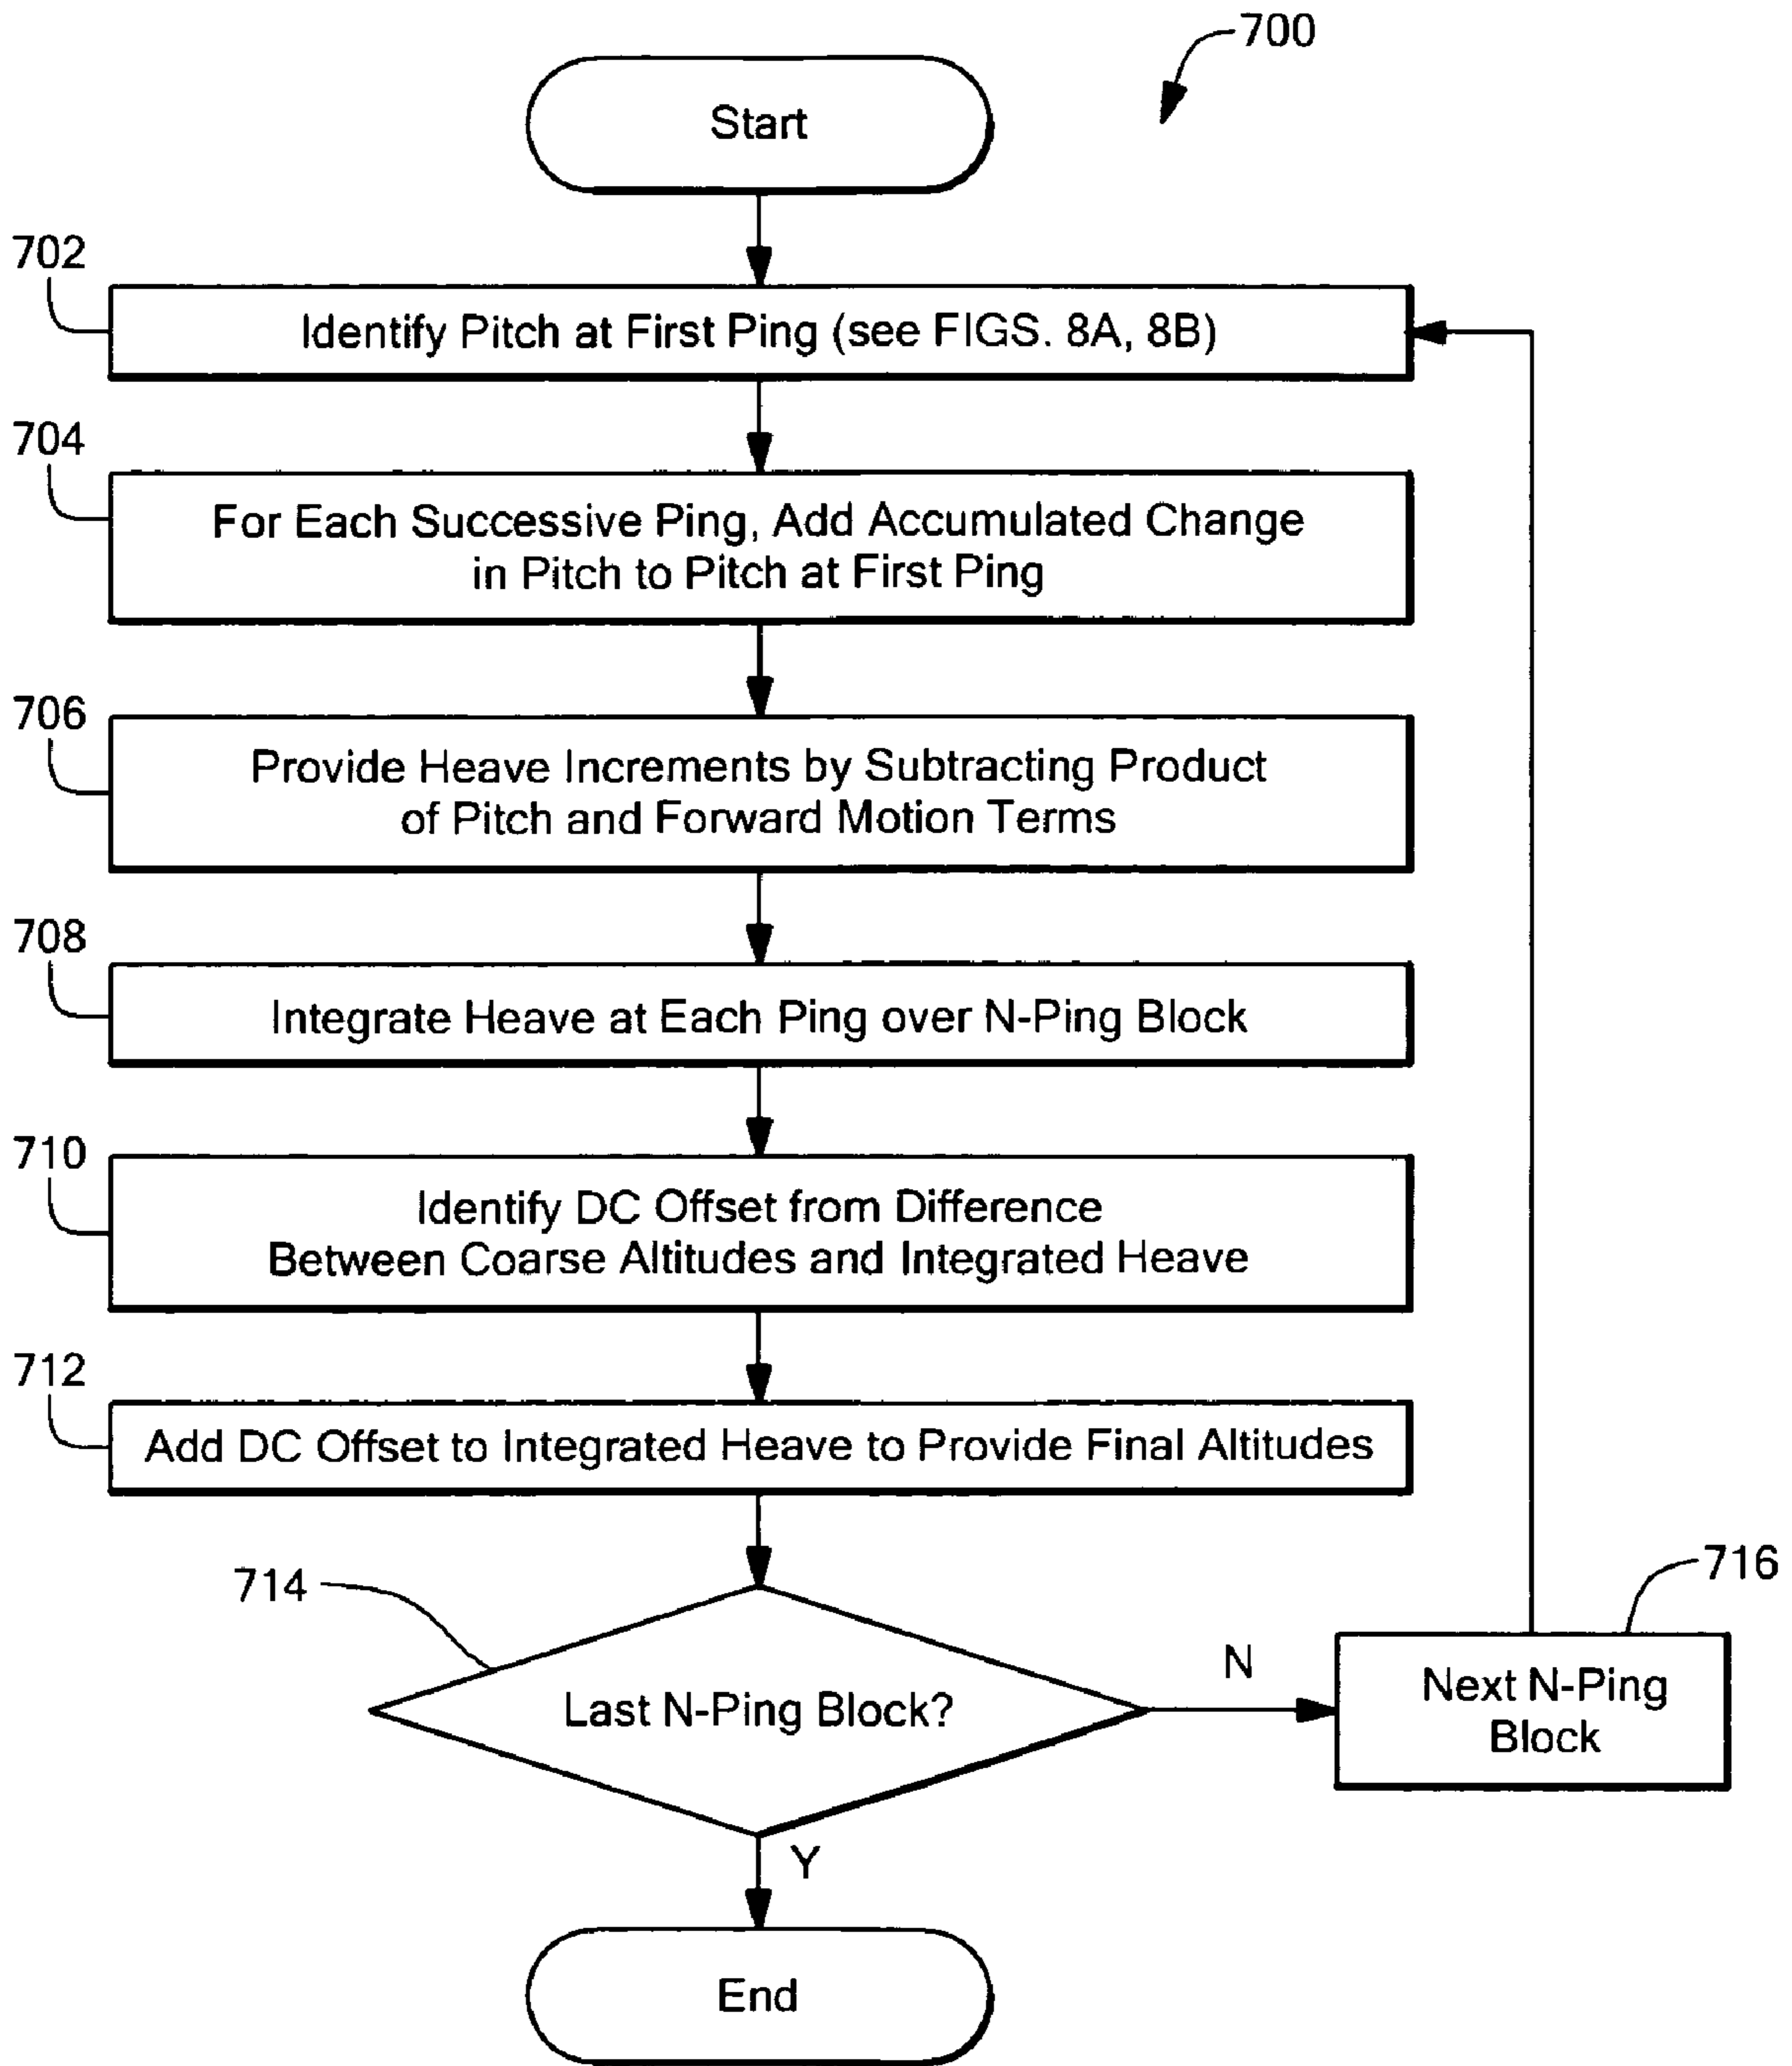 700
Start
702
Identify Pitch at First Ping (see FIGS. 8A, 8B)
704
For Each Successive Ping, Add Accumulated Change
in Pitch to Pitch at First Ping
706
Provide Heave Increments by Subtracting Product
of Pitch and Forward Motion Terms
708
Integrate Heave at Each Ping over N-Ping Block
710
Identify DC Offset from Difference
Between Coarse Altitudes and Integrated Heave
712
Add DC Offset to Integrated Heave to Provide Final Altitudes
714
Last N-Ping Block?
N
716
Next N-Ping
Block
Y
End